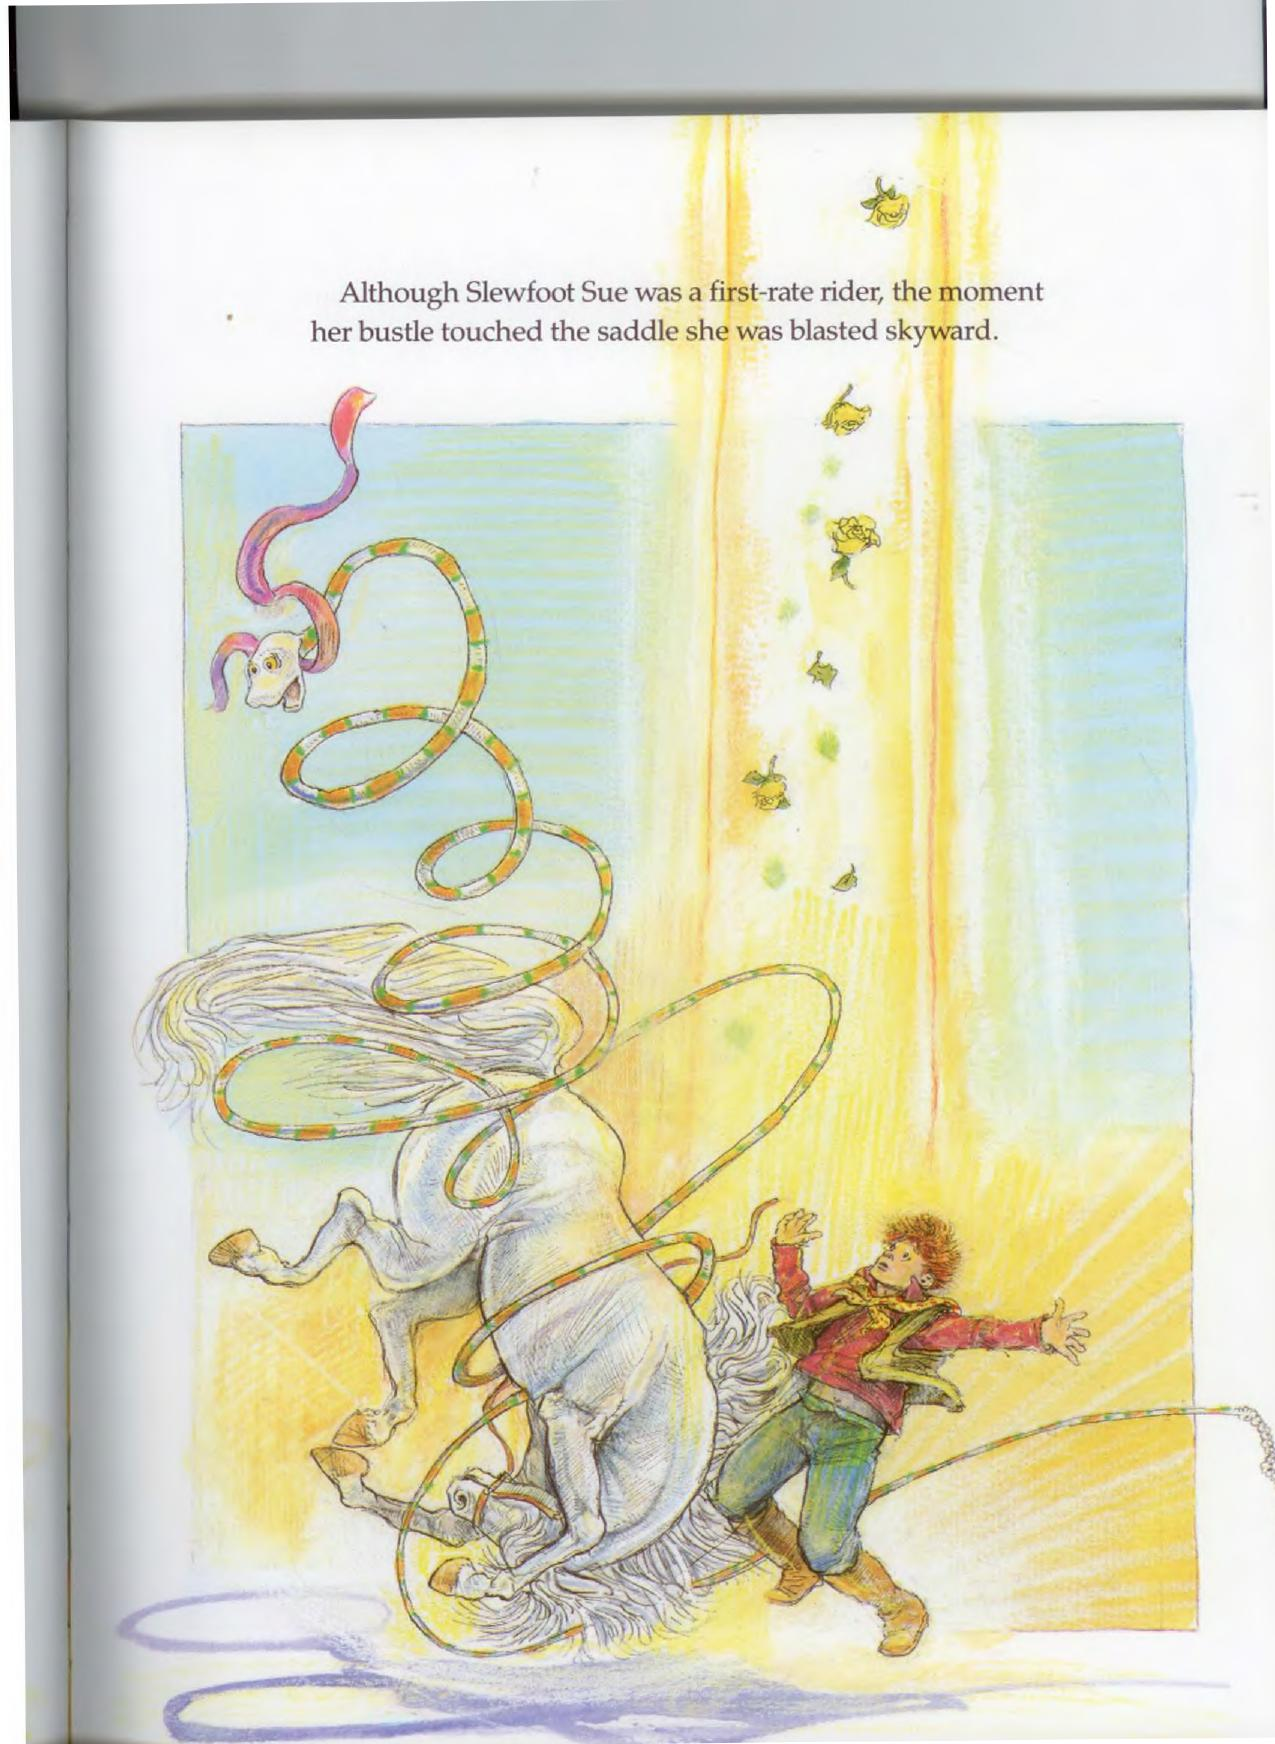 Although Slewfoot Sue was a first-rate rider, the moment
her bustle touched the saddle she was blasted skyward.